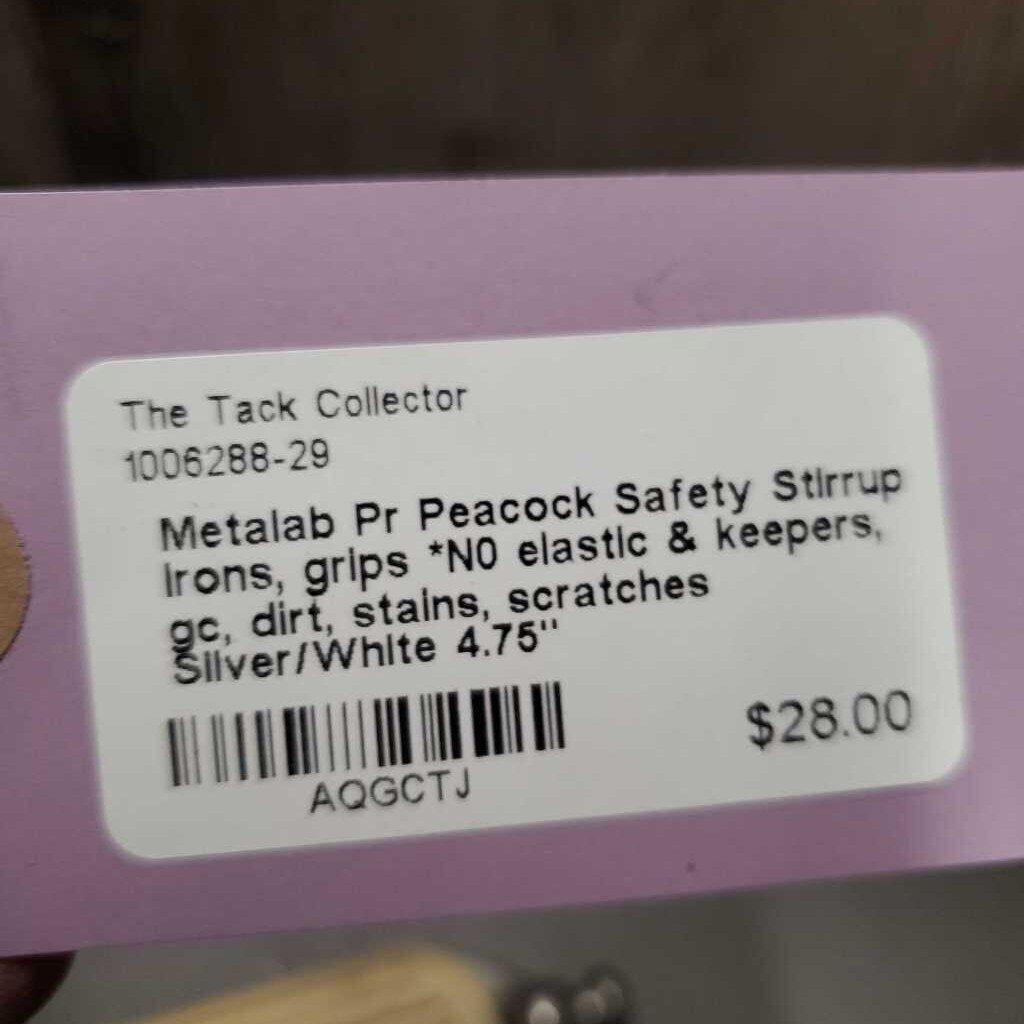 The Tack Collector
1006288-29
Metalab Pr Peacock Safety Stirrup
Irons, grips *NO elastic & keepers,
gc, dirt, stains, scratches
Silver/White 4.75"
$28.00
AQGCTJ